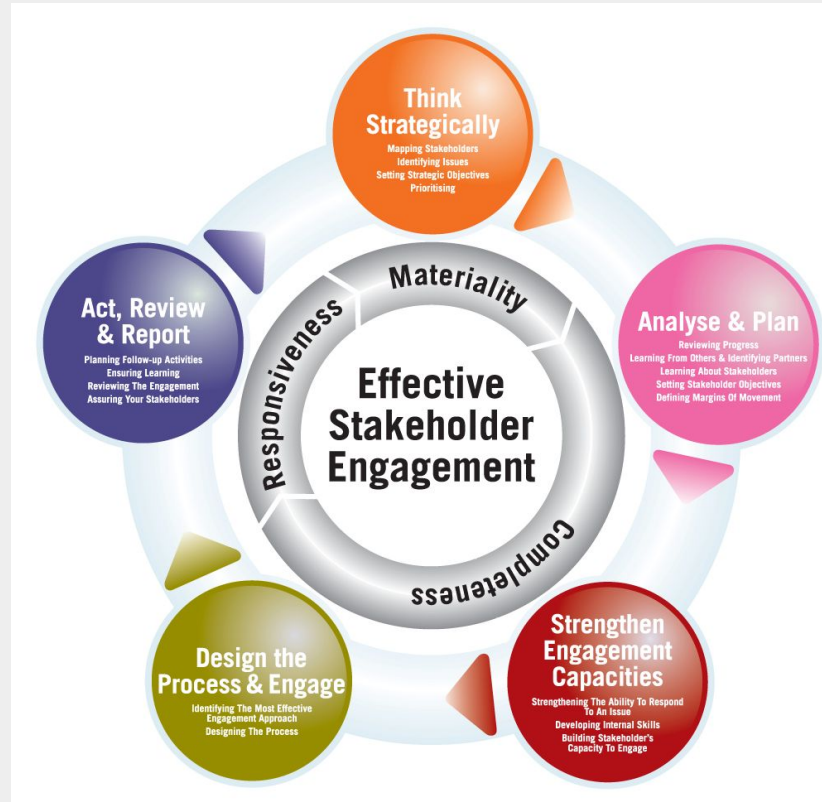 Think
Strategically
Mapping Stakeholders
Identifying Issues
Setting Strategic Objectives
Prioritising
Analyse & Plan
Reviewing Progress
Learning From Others & Identifying Partners
Learning About Stakeholders
Setting Stakeholder Objectives
Defining Margins Of Movement
Strengthen
Engagement
Capacities
Strengthening The Ability To Respond
To An Issue
Developing Internal Skills
Building Stakeholder's
Capacity To Engage
Design the
Process & Engage
Identifying The Most Effective
Engagement Approach
Designing The Process
Act, Review
& Report
Planning Follow-up Activities
Ensuring Learning
Reviewing The Engagement
Assuring Your Stakeholders
Materiality
Completeness
Responsiveness
Effective
Stakeholder
Engagement